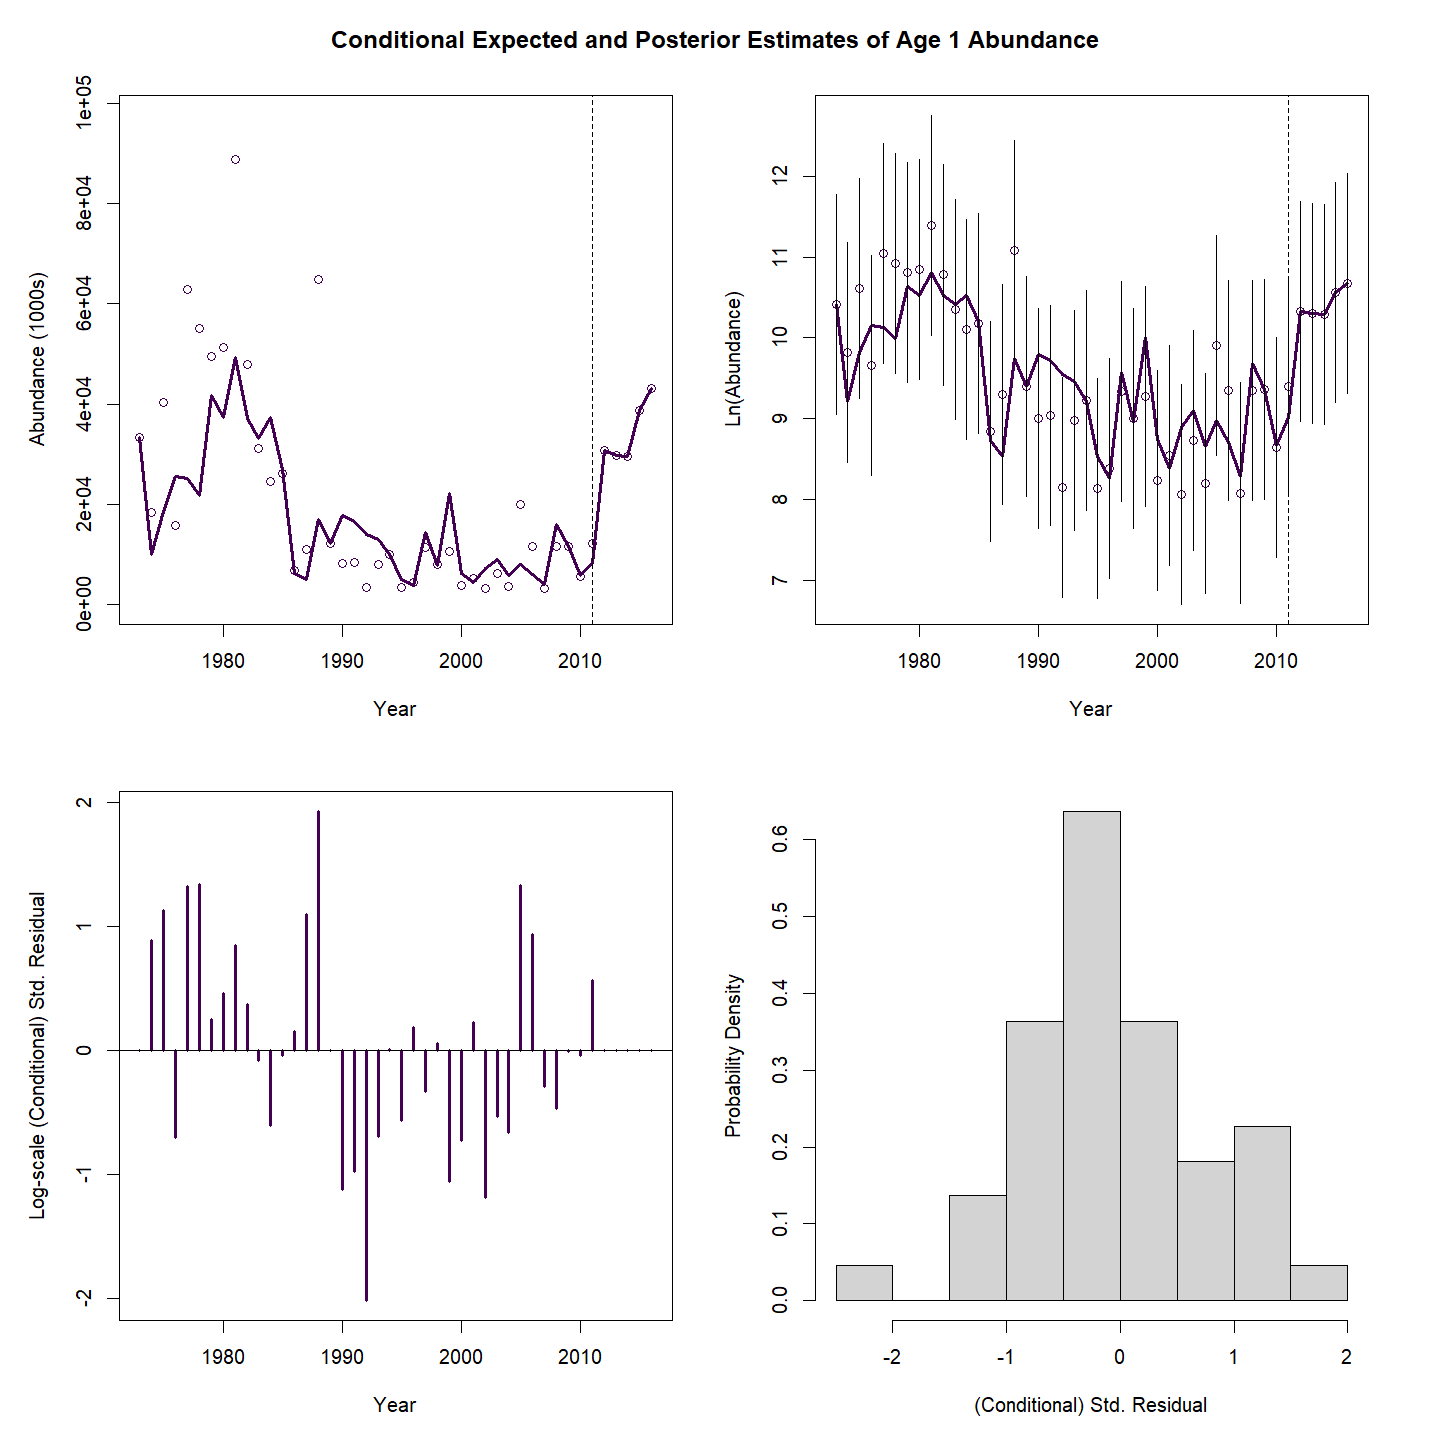 Conditional Expected and Posterior Estimates of Age 1 Abundance
Abundance (1000s)
1e+05
8e+04
6e+04
4e+04
2e+04
0e+00
1980 1990 2000 2010
Year
Ln(Abundance)
12
11
10
9
8
7
1980 1990 2000 2010
Year
Log-scale (Conditional) Std. Residual
2
1
0
-1
-2
1980 1990 2000 2010
Year
Probability Density
0.6
0.5
0.4
0.3
0.2
0.1
0.0
-2 -1 0 1 2
(Conditional) Std. Residual